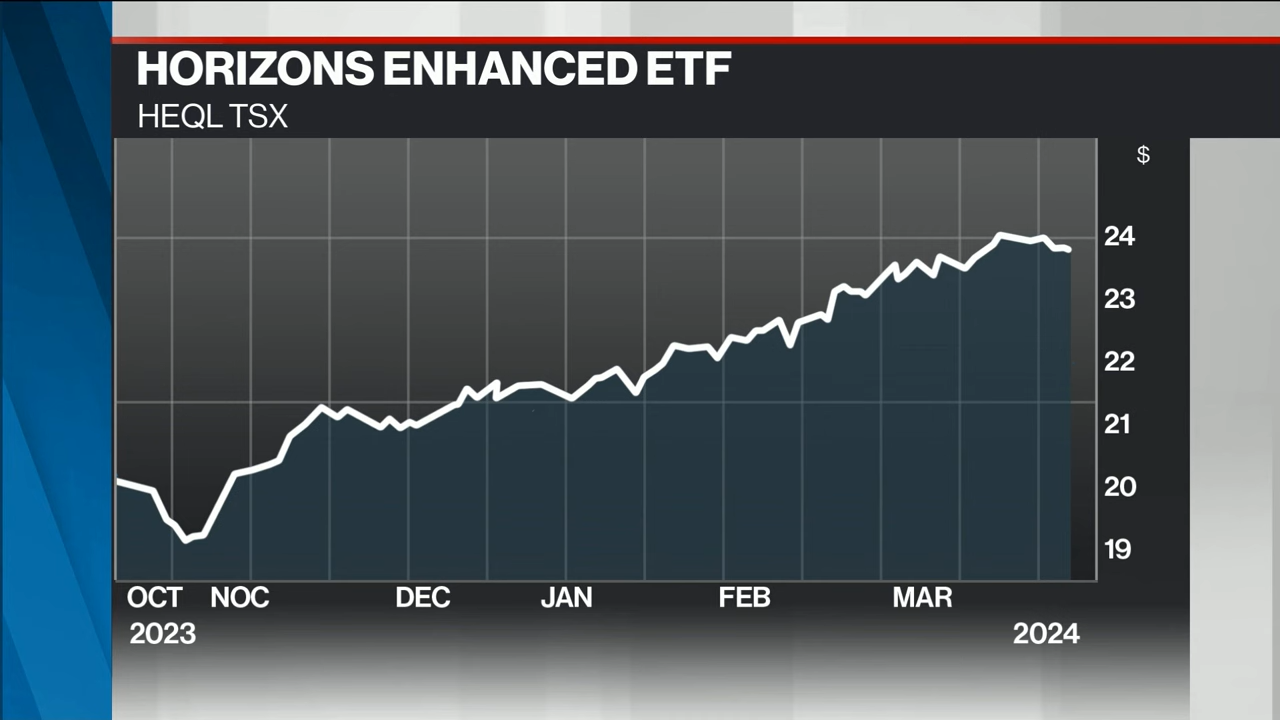 HORIZONS ENHANCED ETF
HEQL TSX
$
24
23
22
21
20
19
OCT NOC DEC JAN FEB MAR
2023 2024